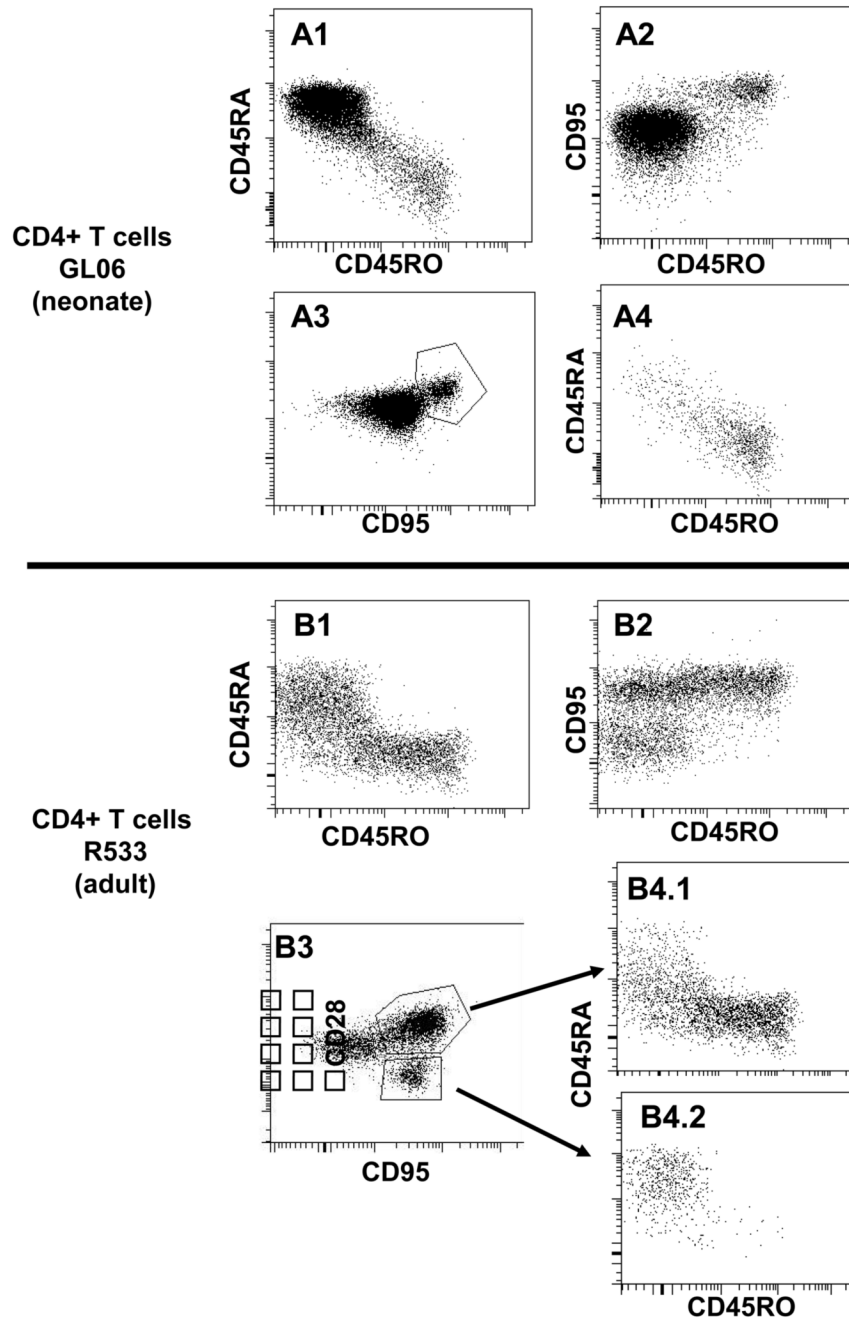 A1
CD45RA
CD45RO
A2
CD95
CD45RO
CD4+ T cells
GL06
(neonate)
A3
CD95
A4
CD45RA
CD45RO
B1
CD45RA
CD45RO
B2
CD95
CD45RO
CD4+ T cells
R533
(adult)
B3
CD28
CD95
B4.1
CD45RA
B4.2
CD45RO